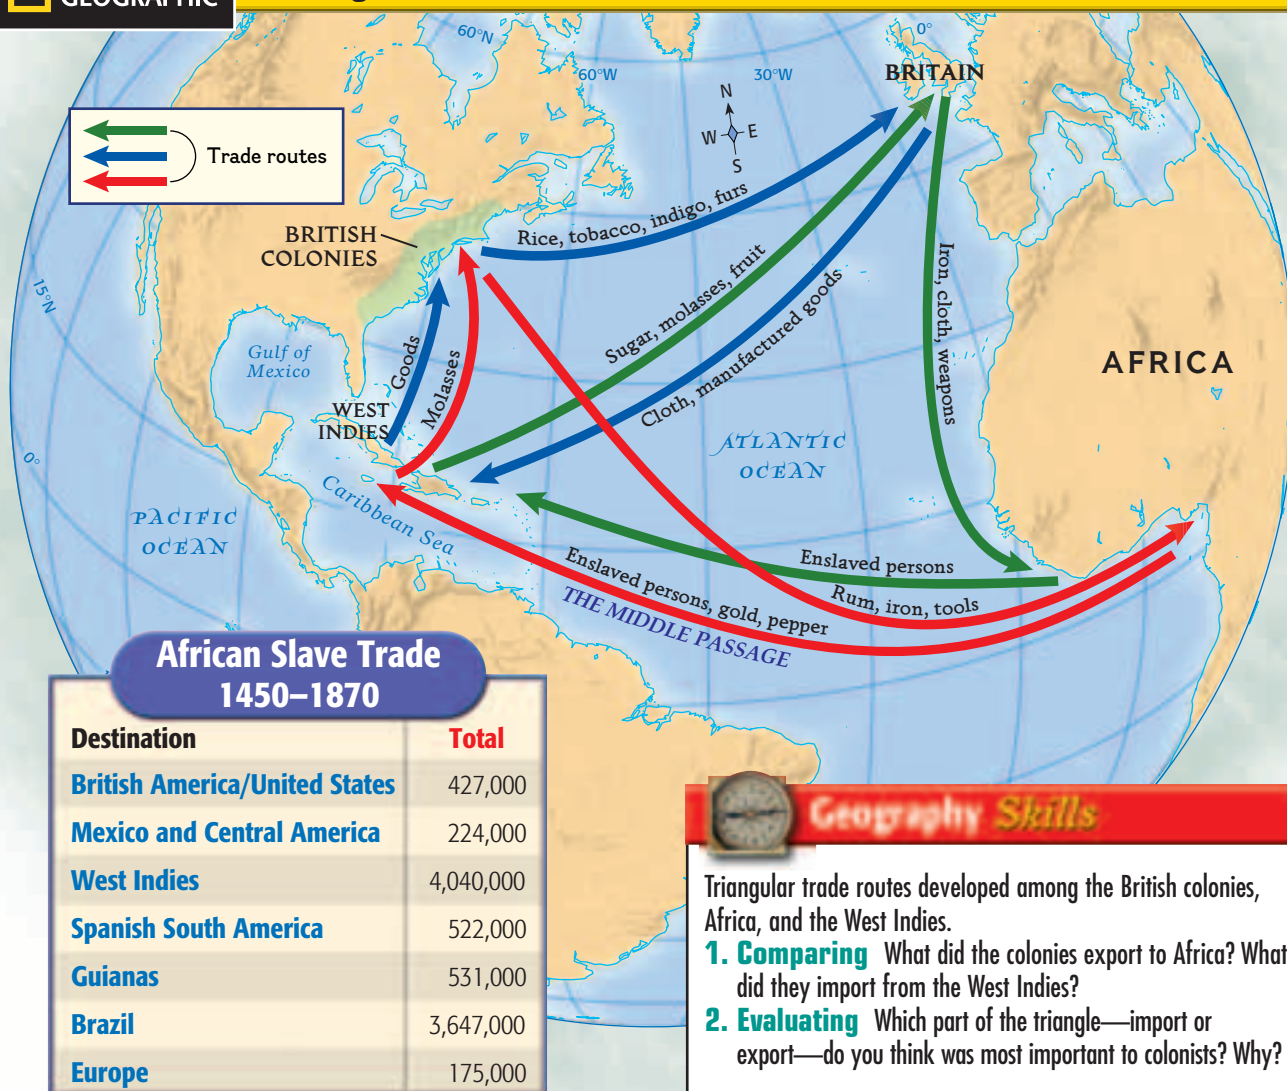 GEOGRAPHIC
60°N
60°W
30°W
0°
BRITAIN
N
W E
S
Trade routes
Rice, tobacco, indigo, furs
BRITISH
COLONIES
Sugar, molasses, fruit
Iron, cloth, weapons
15°N
Cloth, manufactured goods
Goods
Molasses
Gulf of
Mexico
AFRICA
WEST
INDIES
ATLANTIC
OCEAN
0°
Caribbean Sea
PACIFIC
OCEAN
Enslaved persons
Enslaved persons, gold, pepper
Rum, iron, tools
THE MIDDLE PASSAGE
African Slave Trade
1450–1870
Destination Total
British America/United States 427,000
Mexico and Central America 224,000
West Indies 4,040,000
Spanish South America 522,000
Guianas 531,000
Brazil 3,647,000
Europe 175,000
Geography Skills
Triangular trade routes developed among the British colonies,
Africa, and the West Indies.
1. Comparing What did the colonies export to Africa? What
did they import from the West Indies?
2. Evaluating Which part of the triangle—import or
export—do you think was most important to colonists? Why?